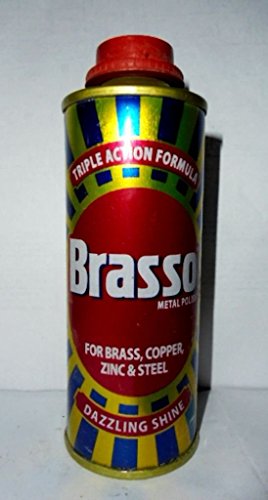 TRIPLE ACTION FORMULA
Brasso
METAL POLISH
FOR BRASS, COPPER,
ZINC & STEEL
DAZZLING SHINE